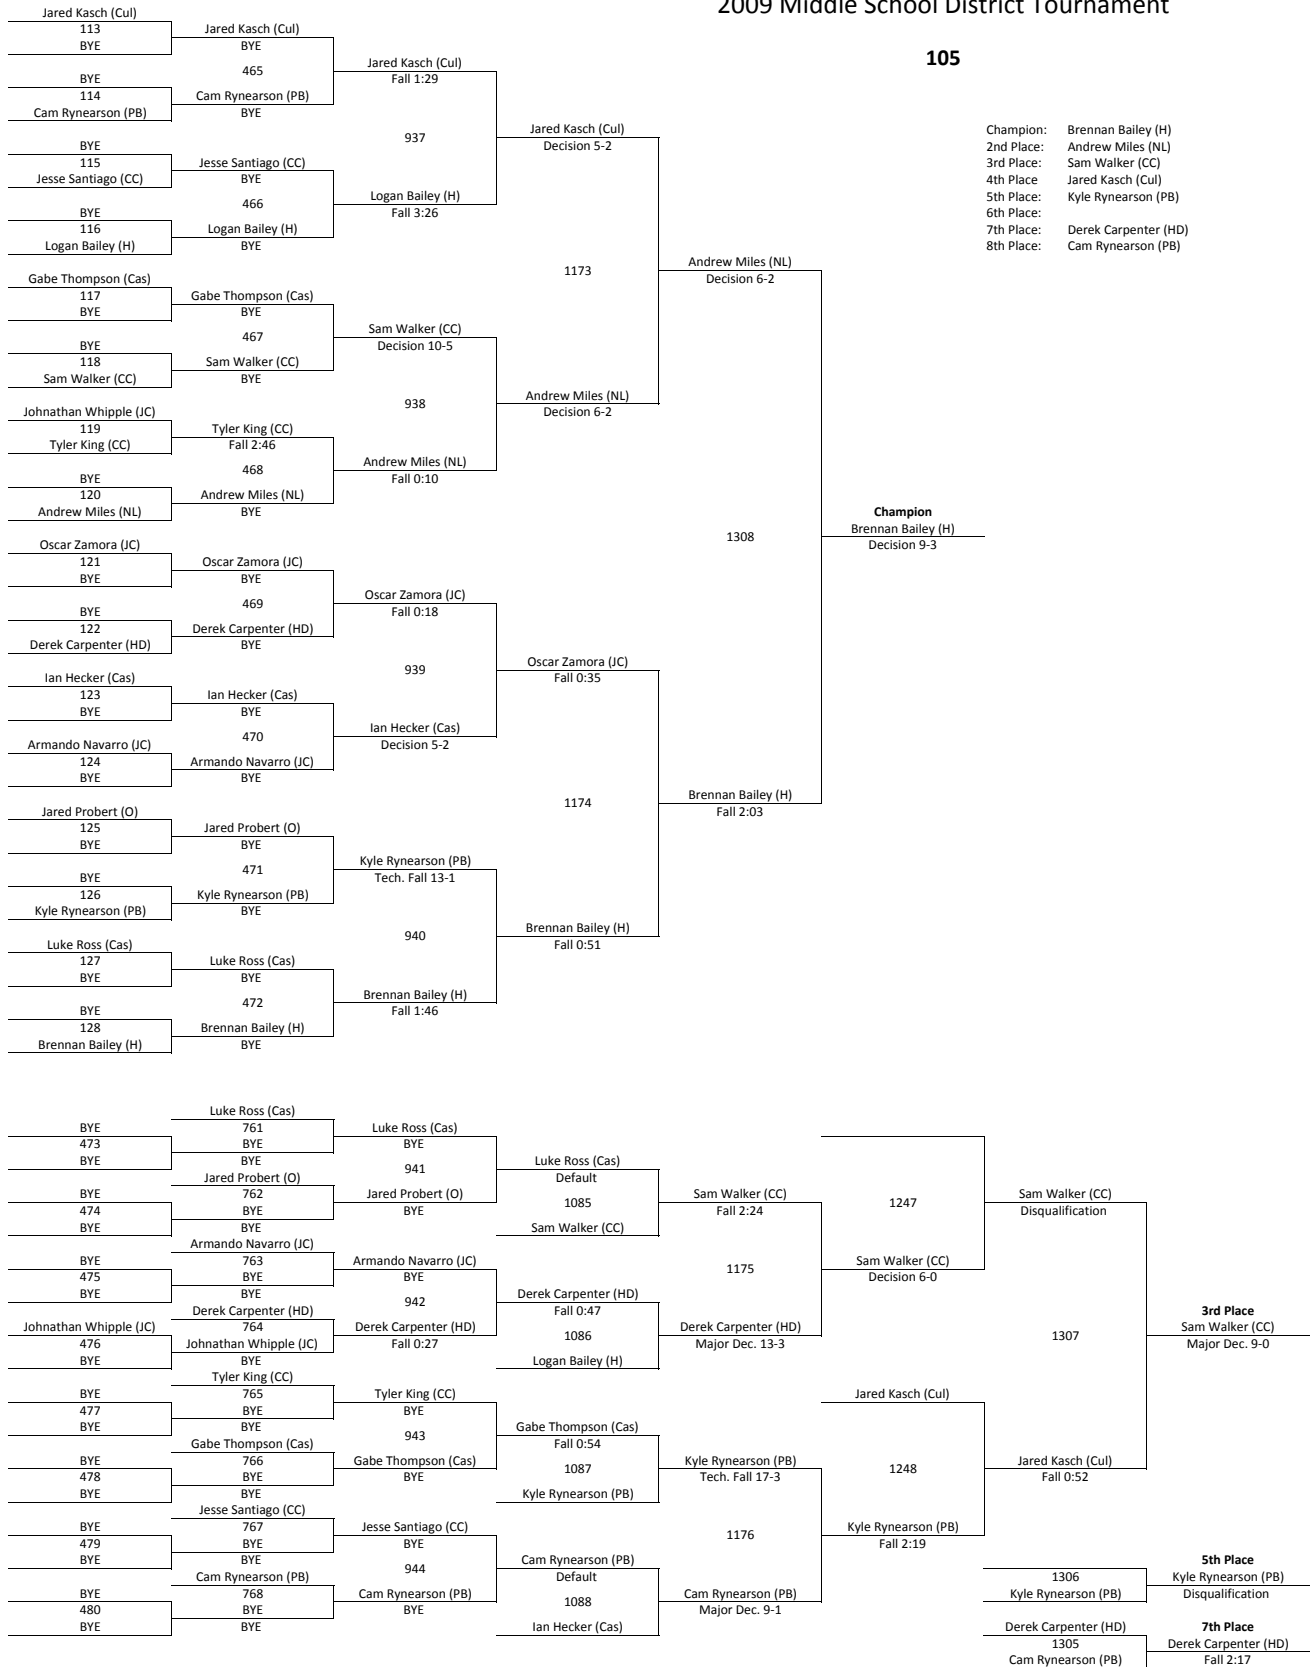 2009 Middle School District Tournament
105
Champion: Brennan Bailey (H)
2nd Place: Andrew Miles (NL)
3rd Place: Sam Walker (CC)
4th Place Jared Kasch (Cul)
5th Place: Kyle Rynearson (PB)
6th Place:
7th Place: Derek Carpenter (HD)
8th Place: Cam Rynearson (PB)
Jared Kasch (Cul)
113
BYE
BYE
114
Cam Rynearson (PB)
BYE
115
Jesse Santiago (CC)
BYE
116
Logan Bailey (H)
Gabe Thompson (Cas)
117
BYE
BYE
118
Sam Walker (CC)
Johnathan Whipple (JC)
119
Tyler King (CC)
BYE
120
Andrew Miles (NL)
Oscar Zamora (JC)
121
BYE
BYE
122
Derek Carpenter (HD)
Ian Hecker (Cas)
123
BYE
Armando Navarro (JC)
124
BYE
Jared Probert (O)
125
BYE
BYE
126
Kyle Rynearson (PB)
Luke Ross (Cas)
127
BYE
BYE
128
Brennan Bailey (H)
Jared Kasch (Cul)
BYE
465
Cam Rynearson (PB)
BYE
Jesse Santiago (CC)
BYE
466
Logan Bailey (H)
BYE
Gabe Thompson (Cas)
BYE
467
Sam Walker (CC)
BYE
Tyler King (CC)
Fall 2:46
468
Andrew Miles (NL)
BYE
Oscar Zamora (JC)
BYE
469
Derek Carpenter (HD)
BYE
Ian Hecker (Cas)
BYE
470
Armando Navarro (JC)
BYE
Jared Probert (O)
BYE
471
Kyle Rynearson (PB)
BYE
Luke Ross (Cas)
BYE
472
Brennan Bailey (H)
BYE
Jared Kasch (Cul)
Fall 1:29
937
Logan Bailey (H)
Fall 3:26
Sam Walker (CC)
Decision 10-5
938
Andrew Miles (NL)
Fall 0:10
Oscar Zamora (JC)
Fall 0:18
939
Ian Hecker (Cas)
Decision 5-2
Kyle Rynearson (PB)
Tech. Fall 13-1
940
Brennan Bailey (H)
Fall 1:46
Jared Kasch (Cul)
Decision 5-2
1173
Andrew Miles (NL)
Decision 6-2
Oscar Zamora (JC)
Fall 0:35
1174
Brennan Bailey (H)
Fall 0:51
Andrew Miles (NL)
Decision 6-2
1308
Brennan Bailey (H)
Fall 2:03
Champion
Brennan Bailey (H)
Decision 9-3
BYE
473
BYE
BYE
474
BYE
BYE
475
BYE
Johnathan Whipple (JC)
476
BYE
BYE
477
BYE
BYE
478
BYE
BYE
479
BYE
BYE
480
BYE
Luke Ross (Cas)
761
BYE
BYE
Jared Probert (O)
762
BYE
BYE
Armando Navarro (JC)
763
BYE
BYE
Derek Carpenter (HD)
764
Johnathan Whipple (JC)
BYE
Tyler King (CC)
765
BYE
BYE
Gabe Thompson (Cas)
766
BYE
BYE
Jesse Santiago (CC)
767
BYE
BYE
Cam Rynearson (PB)
768
BYE
BYE
Luke Ross (Cas)
BYE
941
Jared Probert (O)
BYE
Armando Navarro (JC)
BYE
942
Derek Carpenter (HD)
Fall 0:27
Tyler King (CC)
BYE
943
Gabe Thompson (Cas)
BYE
Jesse Santiago (CC)
BYE
944
Cam Rynearson (PB)
BYE
Luke Ross (Cas)
Default
1085
Sam Walker (CC)
Derek Carpenter (HD)
Fall 0:47
1086
Logan Bailey (H)
Gabe Thompson (Cas)
Fall 0:54
1087
Kyle Rynearson (PB)
Cam Rynearson (PB)
Default
1088
Ian Hecker (Cas)
Sam Walker (CC)
Fall 2:24
1175
Derek Carpenter (HD)
Major Dec. 13-3
Kyle Rynearson (PB)
Tech. Fall 17-3
1176
Cam Rynearson (PB)
Major Dec. 9-1
1247
Sam Walker (CC)
Decision 6-0
Jared Kasch (Cul)
1248
Kyle Rynearson (PB)
Fall 2:19
Sam Walker (CC)
Disqualification
1307
Jared Kasch (Cul)
Fall 0:52
3rd Place
Sam Walker (CC)
Major Dec. 9-0
1306
Kyle Rynearson (PB)
5th Place
Kyle Rynearson (PB)
Disqualification
Derek Carpenter (HD)
1305
Cam Rynearson (PB)
7th Place
Derek Carpenter (HD)
Fall 2:17